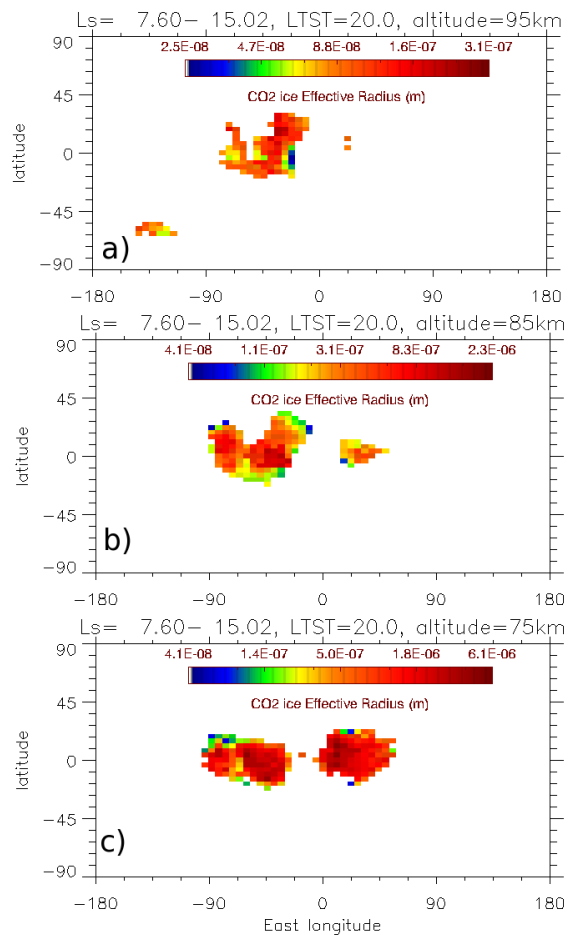 Ls= 7.60– 15.02, LTST=20.0, altitude=95km
90
2.5E-08 4.7E-08 8.8E-08 1.6E-07 3.1E-07
CO2 ice Effective Radius (m)
45
latitude
0
−45
a)
−90
−180 −90 0 90 180
Ls= 7.60– 15.02, LTST=20.0, altitude=85km
90
4.1E-08 1.1E-07 3.1E-07 8.3E-07 2.3E-06
CO2 ice Effective Radius (m)
45
latitude
0
−45
b)
−90
−180 −90 0 90 180
Ls= 7.60– 15.02, LTST=20.0, altitude=75km
90
4.1E-08 1.4E-07 5.0E-07 1.8E-06 6.1E-06
CO2 ice Effective Radius (m)
45
latitude
0
−45
c)
−90
−180 −90 0 90 180
East longitude